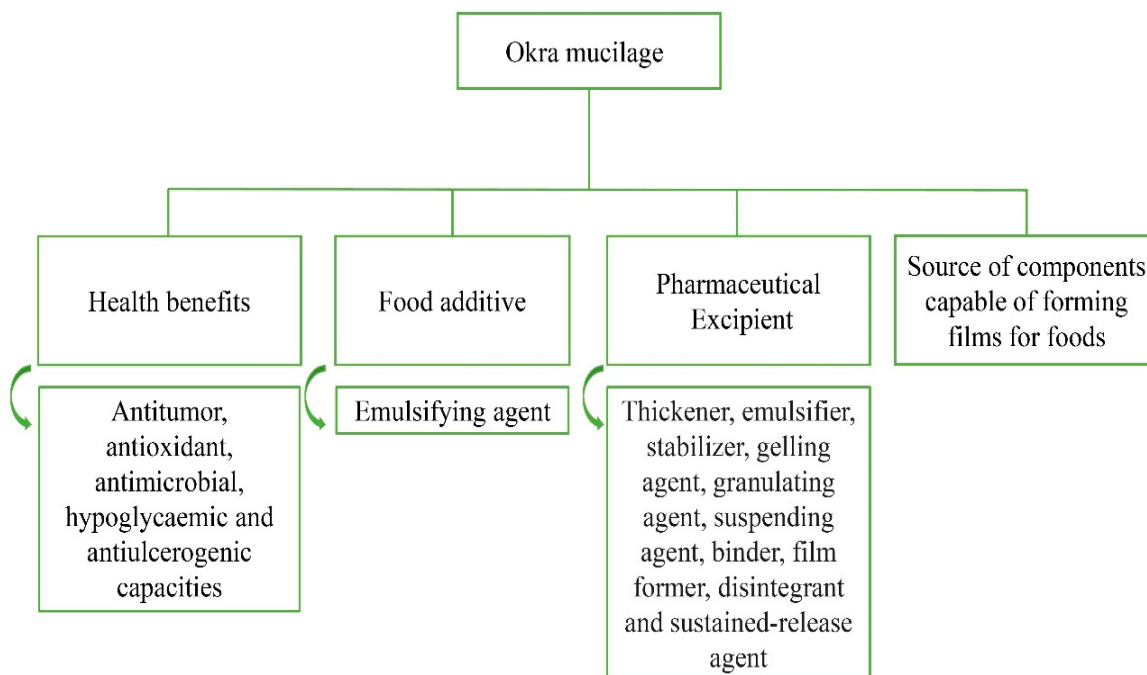 Okra mucilage
Health benefits
Food additive
Pharmaceutical
Excipient
Source of components
capable of forming
films for foods
Antitumor,
antioxidant,
antimicrobial,
hypoglycaemic and
antiulcerogenic
capacities
Emulsifying agent
Thickener, emulsifier,
stabilizer, gelling
agent, granulating
agent, suspending
agent, binder, film
former, disintegrant
and sustained-release
agent